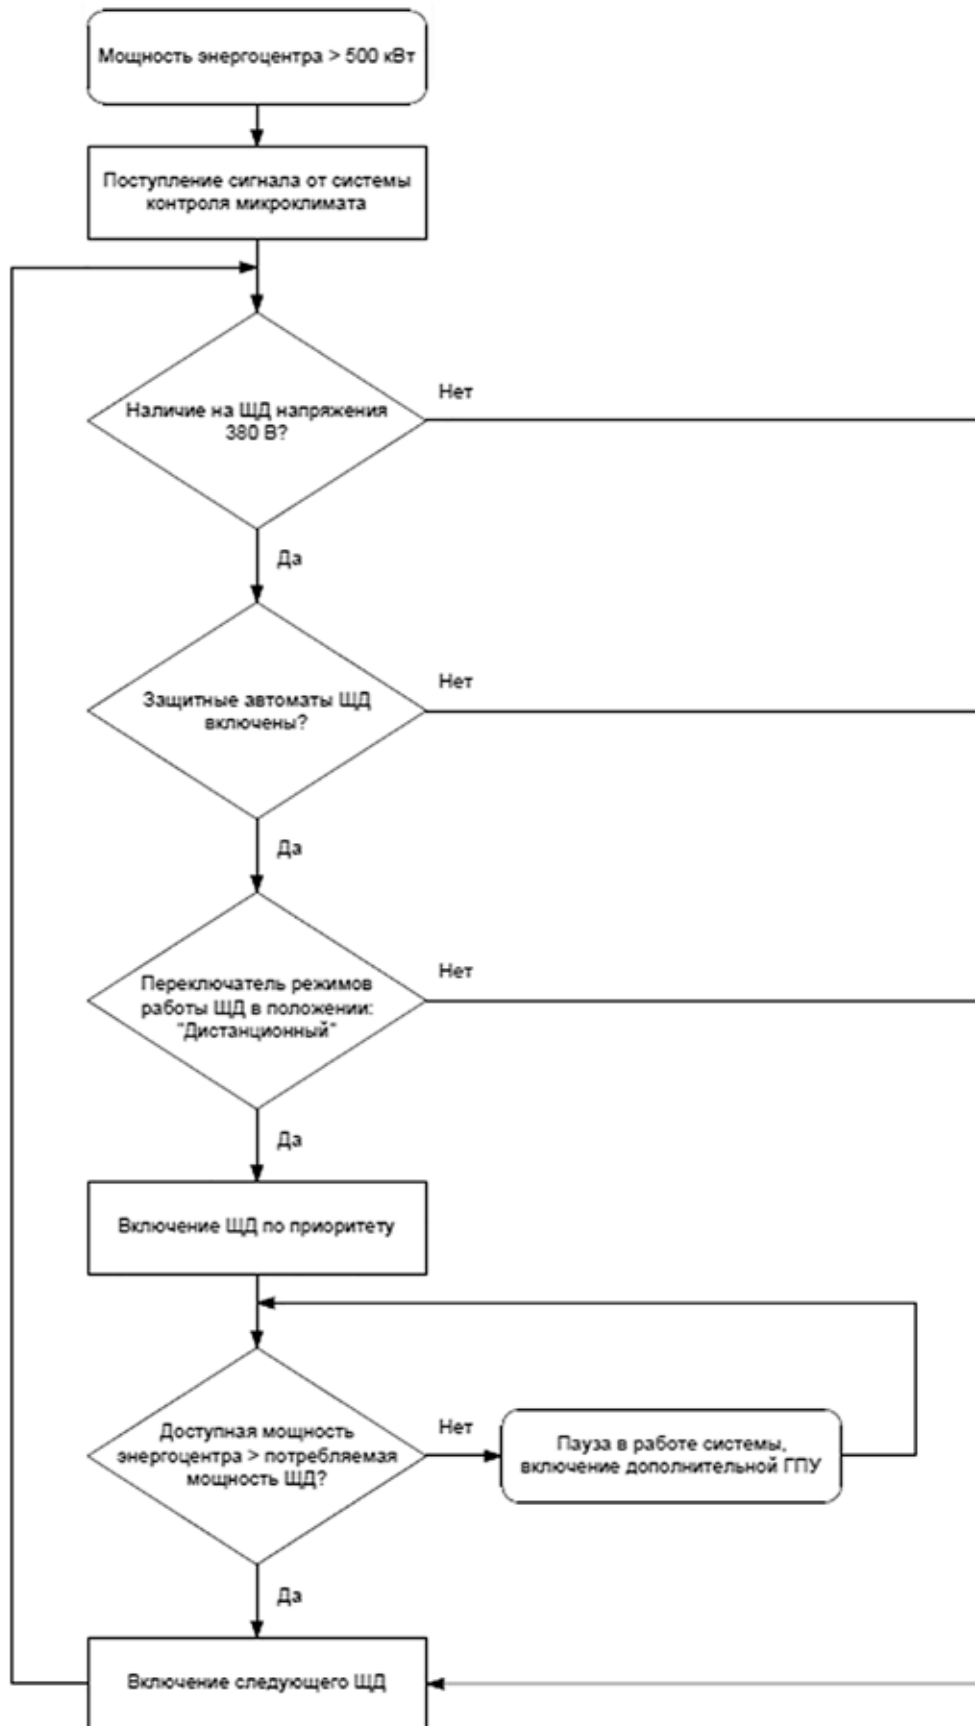 Мощность энергоцентра > 500 кВт
Поступление сигнала от системы
контроля микроклимата
Наличие на ЩД напряжения
380 В?
Нет
Да
Защитные автоматы ЩД
включены?
Нет
Да
Переключатель режимов
работы ЩД в положении:
"Дистанционный"
Нет
Да
Включение ЩД по приоритету
Доступная мощность
энергоцентра > потребляемая
мощность ЩД?
Нет
Пауза в работе системы,
включение дополнительной ГПУ
Да
Включение следующего ЩД